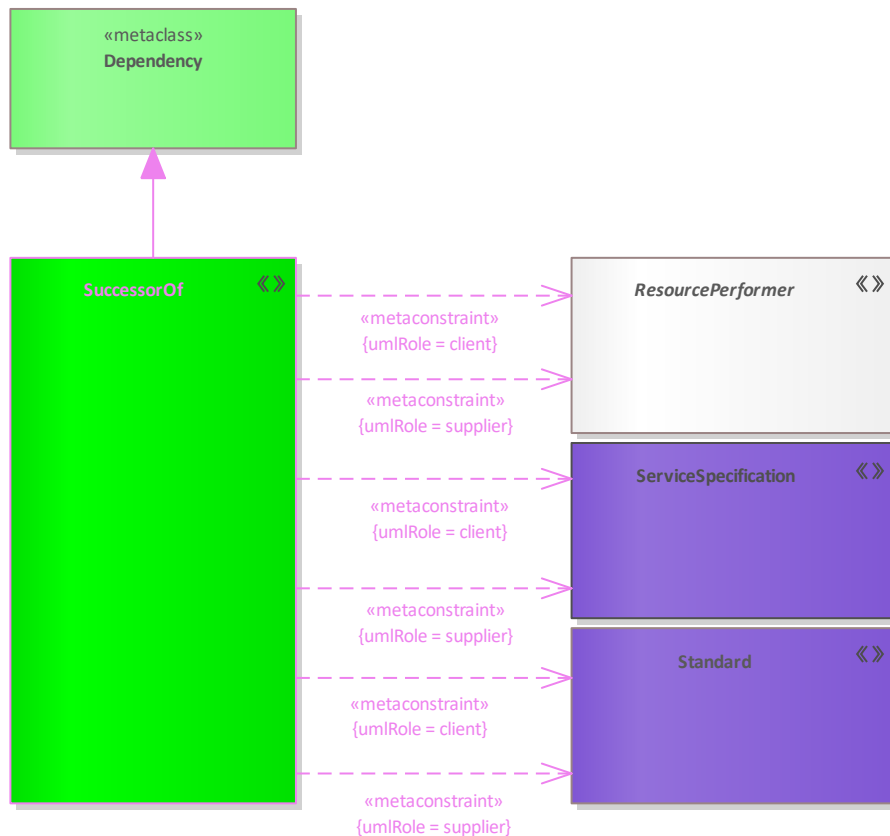 «metaclass»
Dependency
SuccessorOf
«metaconstraint»
{umlRole = client}
«metaconstraint»
{umlRole = supplier}
«metaconstraint»
{umlRole = client}
«metaconstraint»
{umlRole = supplier}
«metaconstraint»
{umlRole = client}
«metaconstraint»
{umlRole = supplier}
ResourcePerformer
ServiceSpecification
Standard